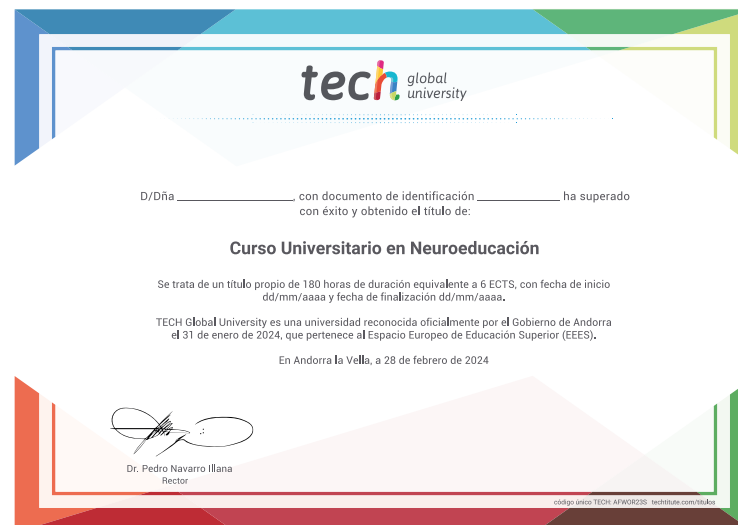 tech global university
D/Dña ____________________, con documento de identificación ______________ ha superado
con éxito y obtenido el título de:
Curso Universitario en Neuroeducación
Se trata de un título propio de 180 horas de duración equivalente a 6 ECTS, con fecha de inicio
dd/mm/aaaa y fecha de finalización dd/mm/aaaa.
TECH Global University es una universidad reconocida oficialmente por el Gobierno de Andorra
el 31 de enero de 2024, que pertenece al Espacio Europeo de Educación Superior (EEES).
En Andorra la Vella, a 28 de febrero de 2024
Dr. Pedro Navarro Illana
Rector
código único TECH: AFWOR23S techtitute.com/titulos